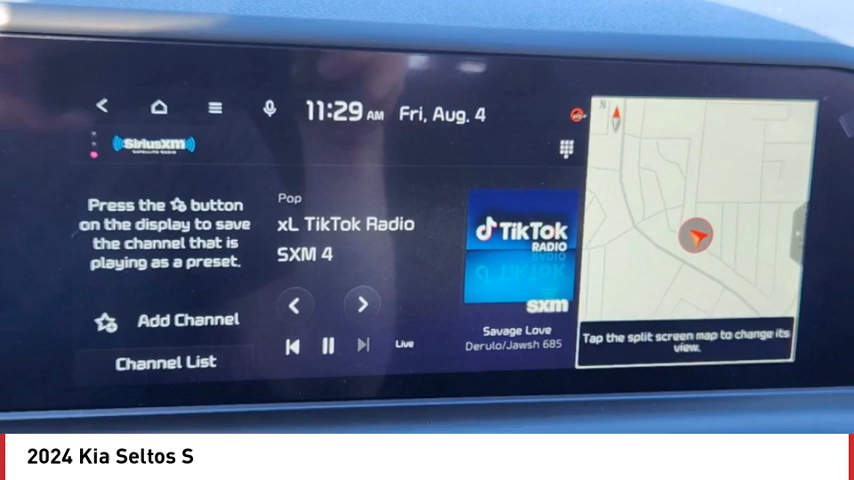 11:29 AM Fri, Aug. 4
N
SiriusXM
SATELLITE RADIO
Press the button
on the display to save
the channel that is
playing as a preset.
Add Channel
Channel List
Pop
xL TikTok Radio
SXM 4
Live
TikTok
RADIO
sxm
Savage Love
Derulo/Jawsh 685
Tap the split screen map to change its
view.
2024 Kia Seltos S